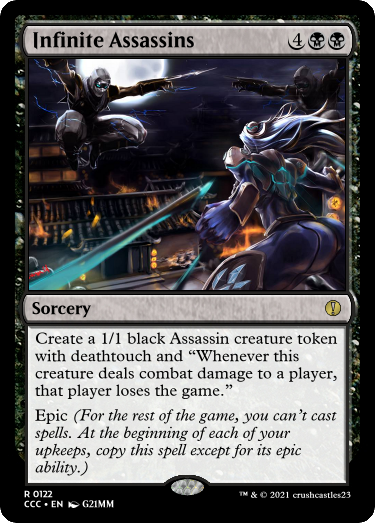 Infinite Assassins 4
Sorcery
Create a 1/1 black Assassin creature token
with deathtouch and “Whenever this
creature deals combat damage to a player,
that player loses the game.”
Epic (For the rest of the game, you can’t cast
spells. At the beginning of each of your
upkeeps, copy this spell except for its epic
ability.)
R 0122
CCC • EN G21MM
™ & © 2021 crushcastles23